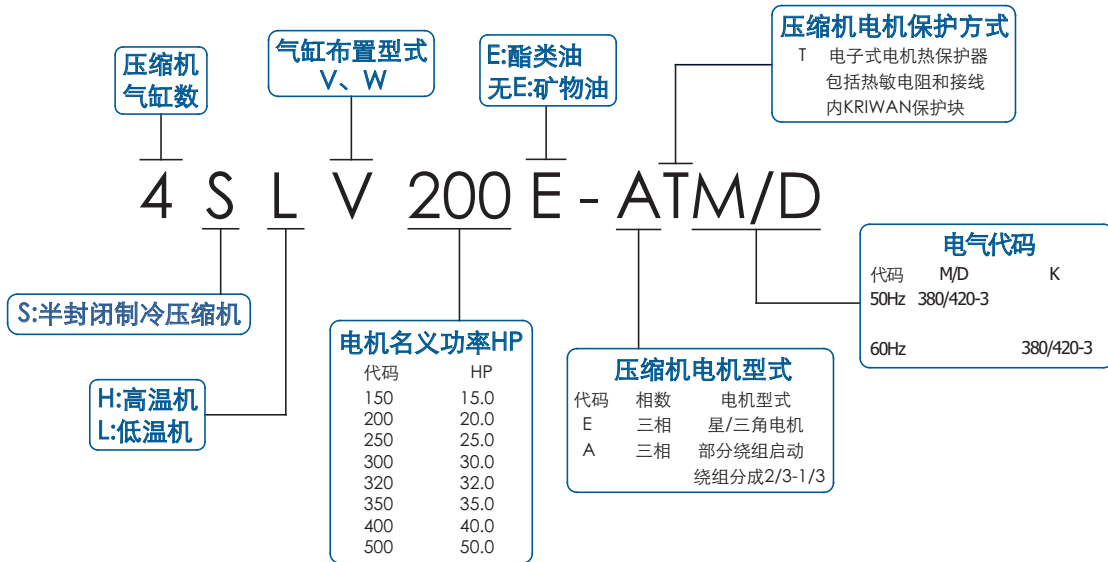 压缩机
气缸数
气缸布置型式
V、W
E:酯类油
无E:矿物油
压缩机电机保护方式
T 电子式电机热保护器
包括热敏电阻和接线
内KRIWAN保护块
4 S L V 200 E - ATM/D
S:半封闭制冷压缩机
H:高温机
L:低温机
电机名义功率HP
代码 HP
150 15.0
200 20.0
250 25.0
300 30.0
320 32.0
350 35.0
400 40.0
500 50.0
压缩机电机型式
代码 相数 电机型式
E 三相 星/三角电机
A 三相 部分绕组启动
绕组分成2/3-1/3
电气代码
代码 M/D K
50Hz 380/420-3
60Hz 380/420-3